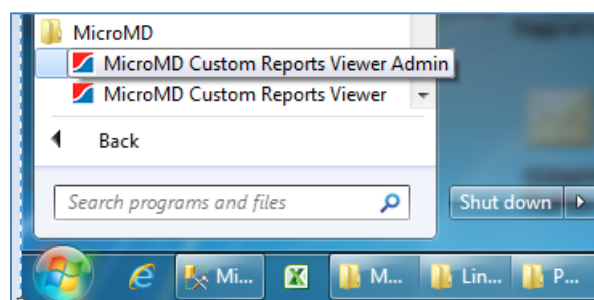 MicroMD
MicroMD Custom Reports Viewer Admin
MicroMD Custom Reports Viewer
Back
Search programs and files
Shut down
Mi...
M...
Lin...
P...